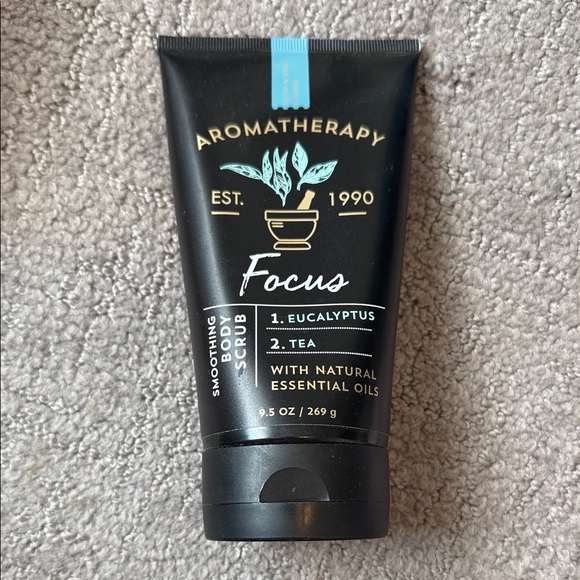 AROMATHERAPY
EST. 1990
Focus
SMOOTHING
BODY
SCRUB
1. EUCALYPTUS
2. TEA
WITH NATURAL
ESSENTIAL OILS
9.5 OZ / 269 g